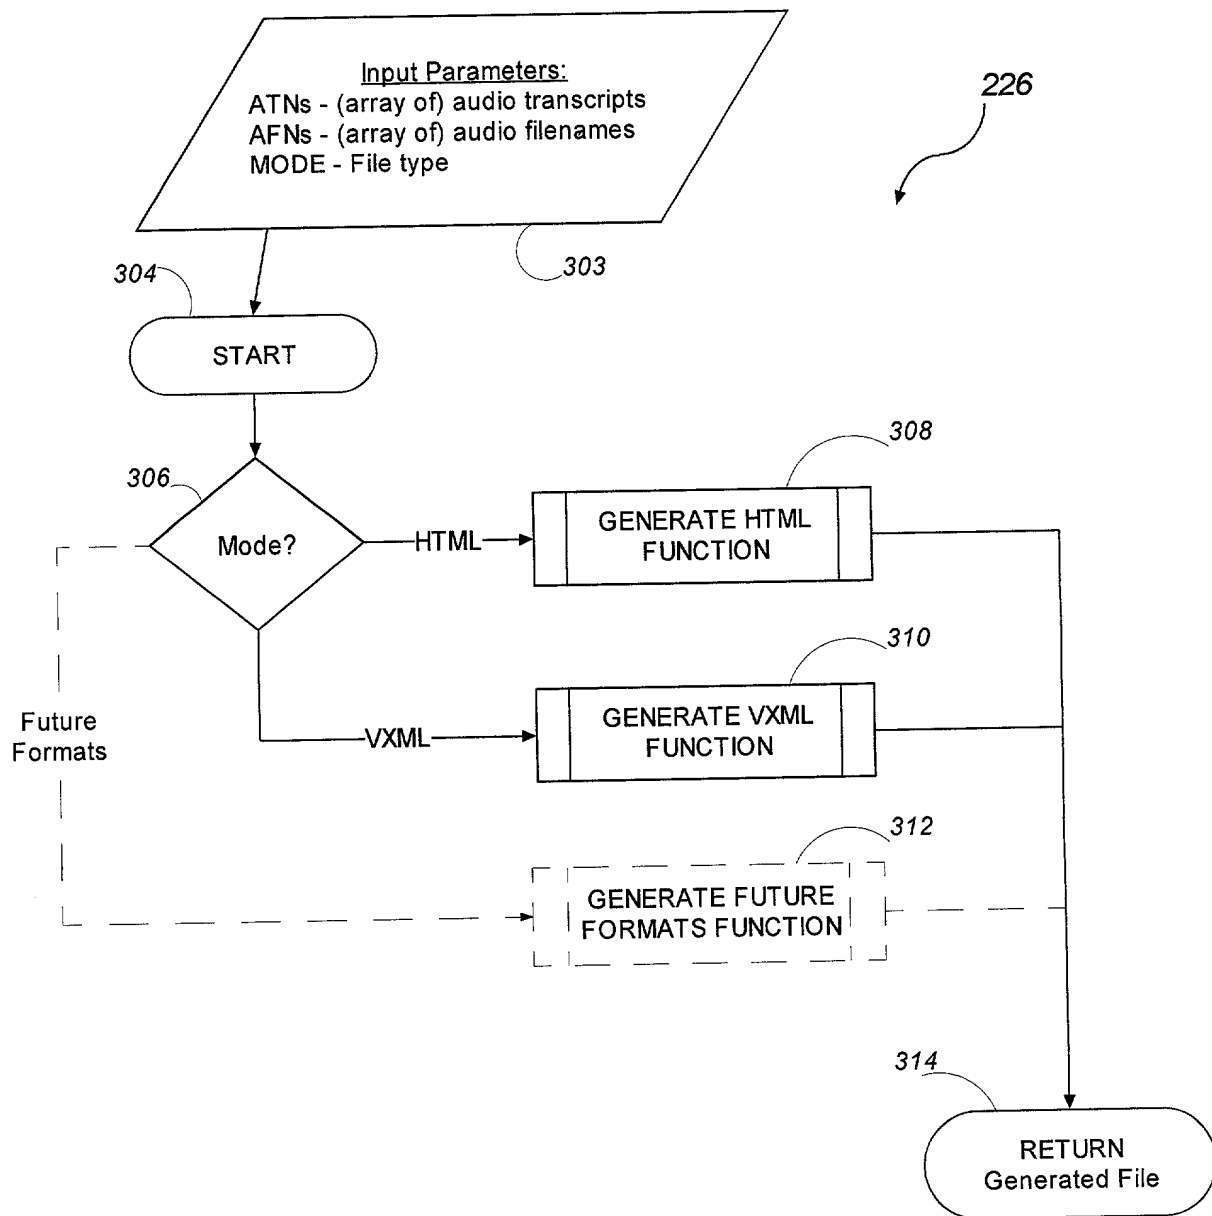 Input Parameters:
ATNs - (array of) audio transcripts
AFNs - (array of) audio filenames
MODE - File type
226
303
304
START
306
Mode?
HTML
308
GENERATE HTML
FUNCTION
310
VXML
GENERATE VXML
FUNCTION
Future
Formats
312
GENERATE FUTURE
FORMATS FUNCTION
314
RETURN
Generated File